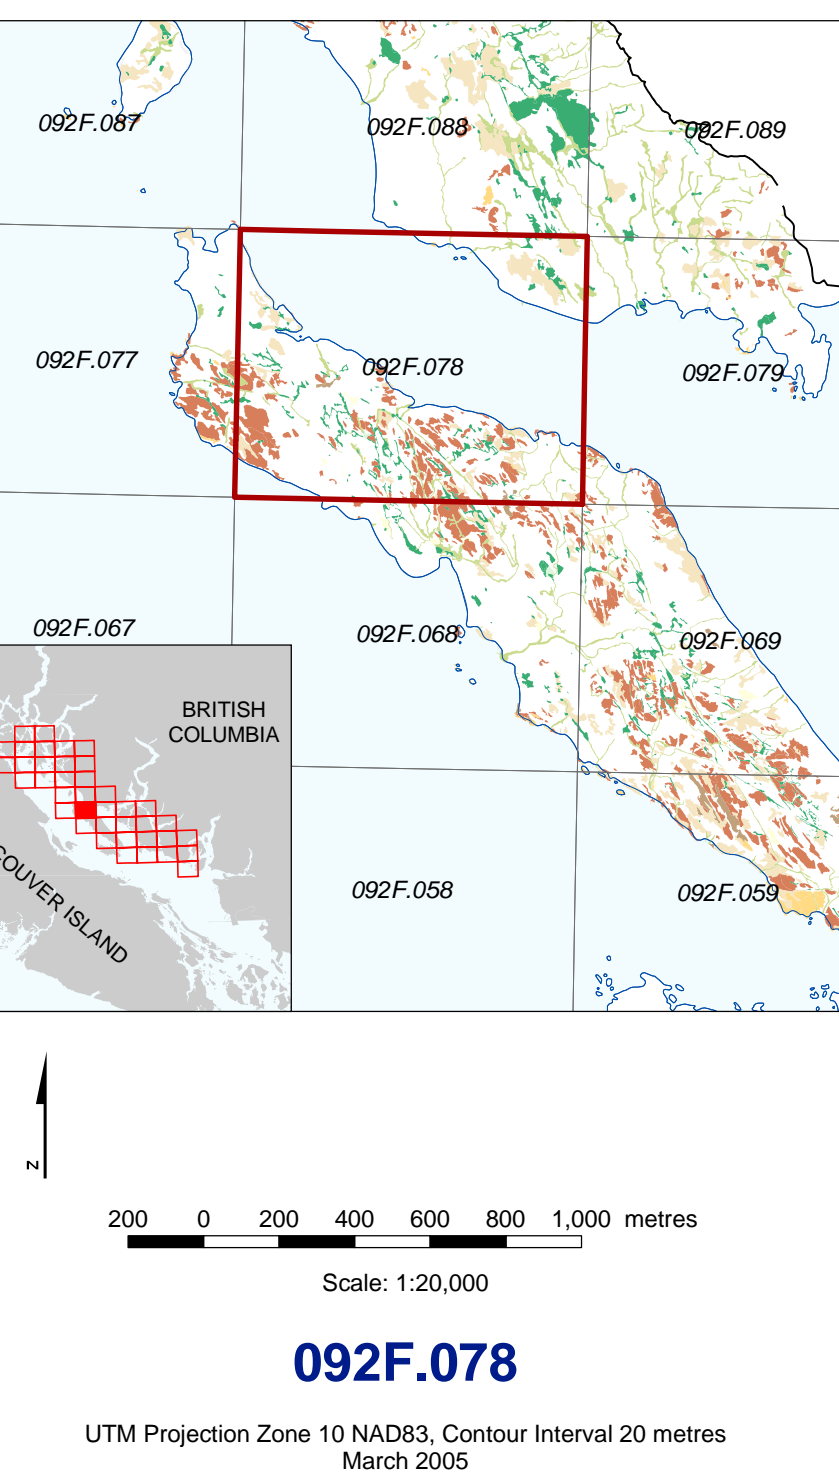 092F.087
092F.088
092F.089
092F.077
092F.078
092F.079
092F.067
092F.068
092F.069
BRITISH
COLUMBIA
OUVER ISLAND
092F.058
092F.059
N
200 0 200 400 600 800 1,000 metres
Scale: 1:20,000
092F.078
UTM Projection Zone 10 NAD83, Contour Interval 20 metres
March 2005